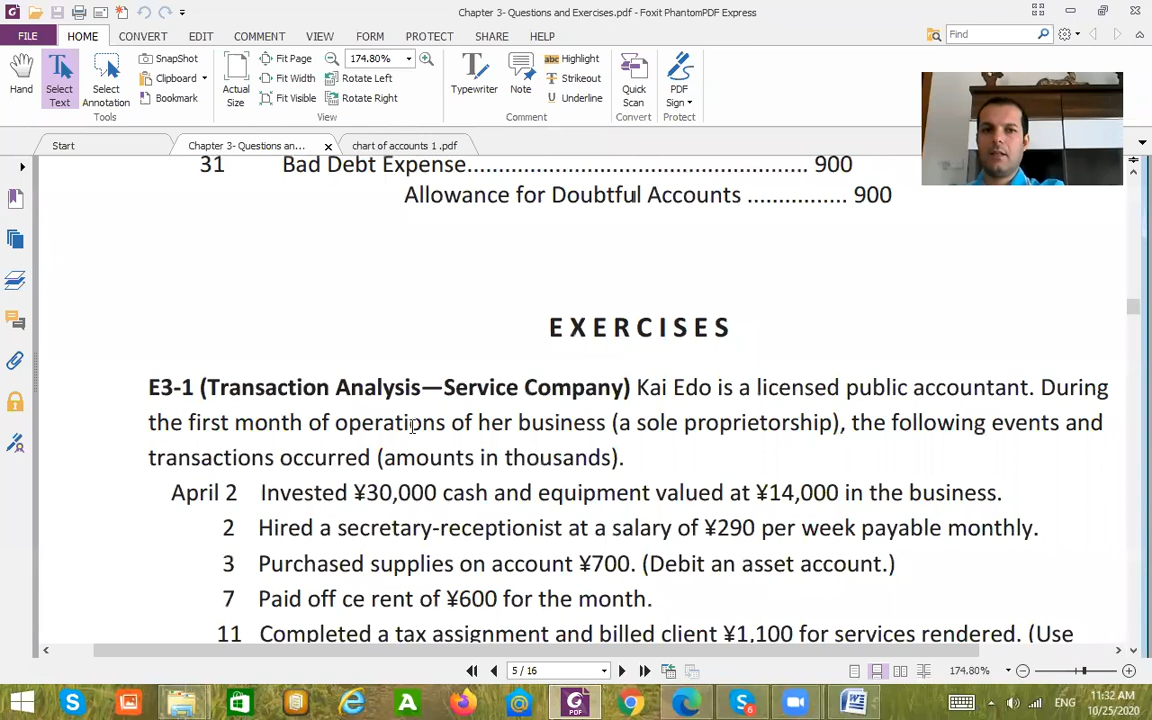 Chapter 3- Questions and Exercises.pdf - Foxit PhantomPDF Express
FILE HOME CONVERT EDIT COMMENT VIEW FORM PROTECT SHARE HELP Find
Hand
Select Text
Select Annotation
SnapShot
Clipboard
Bookmark
Tools
Actual Size
Fit Page
Fit Width
Fit Visible
174.80%
Rotate Left
Rotate Right
View
Typewriter
Note
Highlight
Strikeout
Underline
Comment
Quick Scan
Convert
PDF Sign
Protect
Start Chapter 3- Questions an... chart of accounts 1 .pdf
31 Bad Debt Expense.................................................... 900
Allowance for Doubtful Accounts ................ 900
EXERCISES
E3-1 (Transaction Analysis—Service Company) Kai Edo is a licensed public accountant. During
the first month of operations of her business (a sole proprietorship), the following events and
transactions occurred (amounts in thousands).
April 2 Invested ¥30,000 cash and equipment valued at ¥14,000 in the business.
2 Hired a secretary-receptionist at a salary of ¥290 per week payable monthly.
3 Purchased supplies on account ¥700. (Debit an asset account.)
7 Paid off ce rent of ¥600 for the month.
11 Completed a tax assignment and billed client ¥1,100 for services rendered. (Use
5 / 16 174.80%
ENG 11:32 AM
10/25/2020